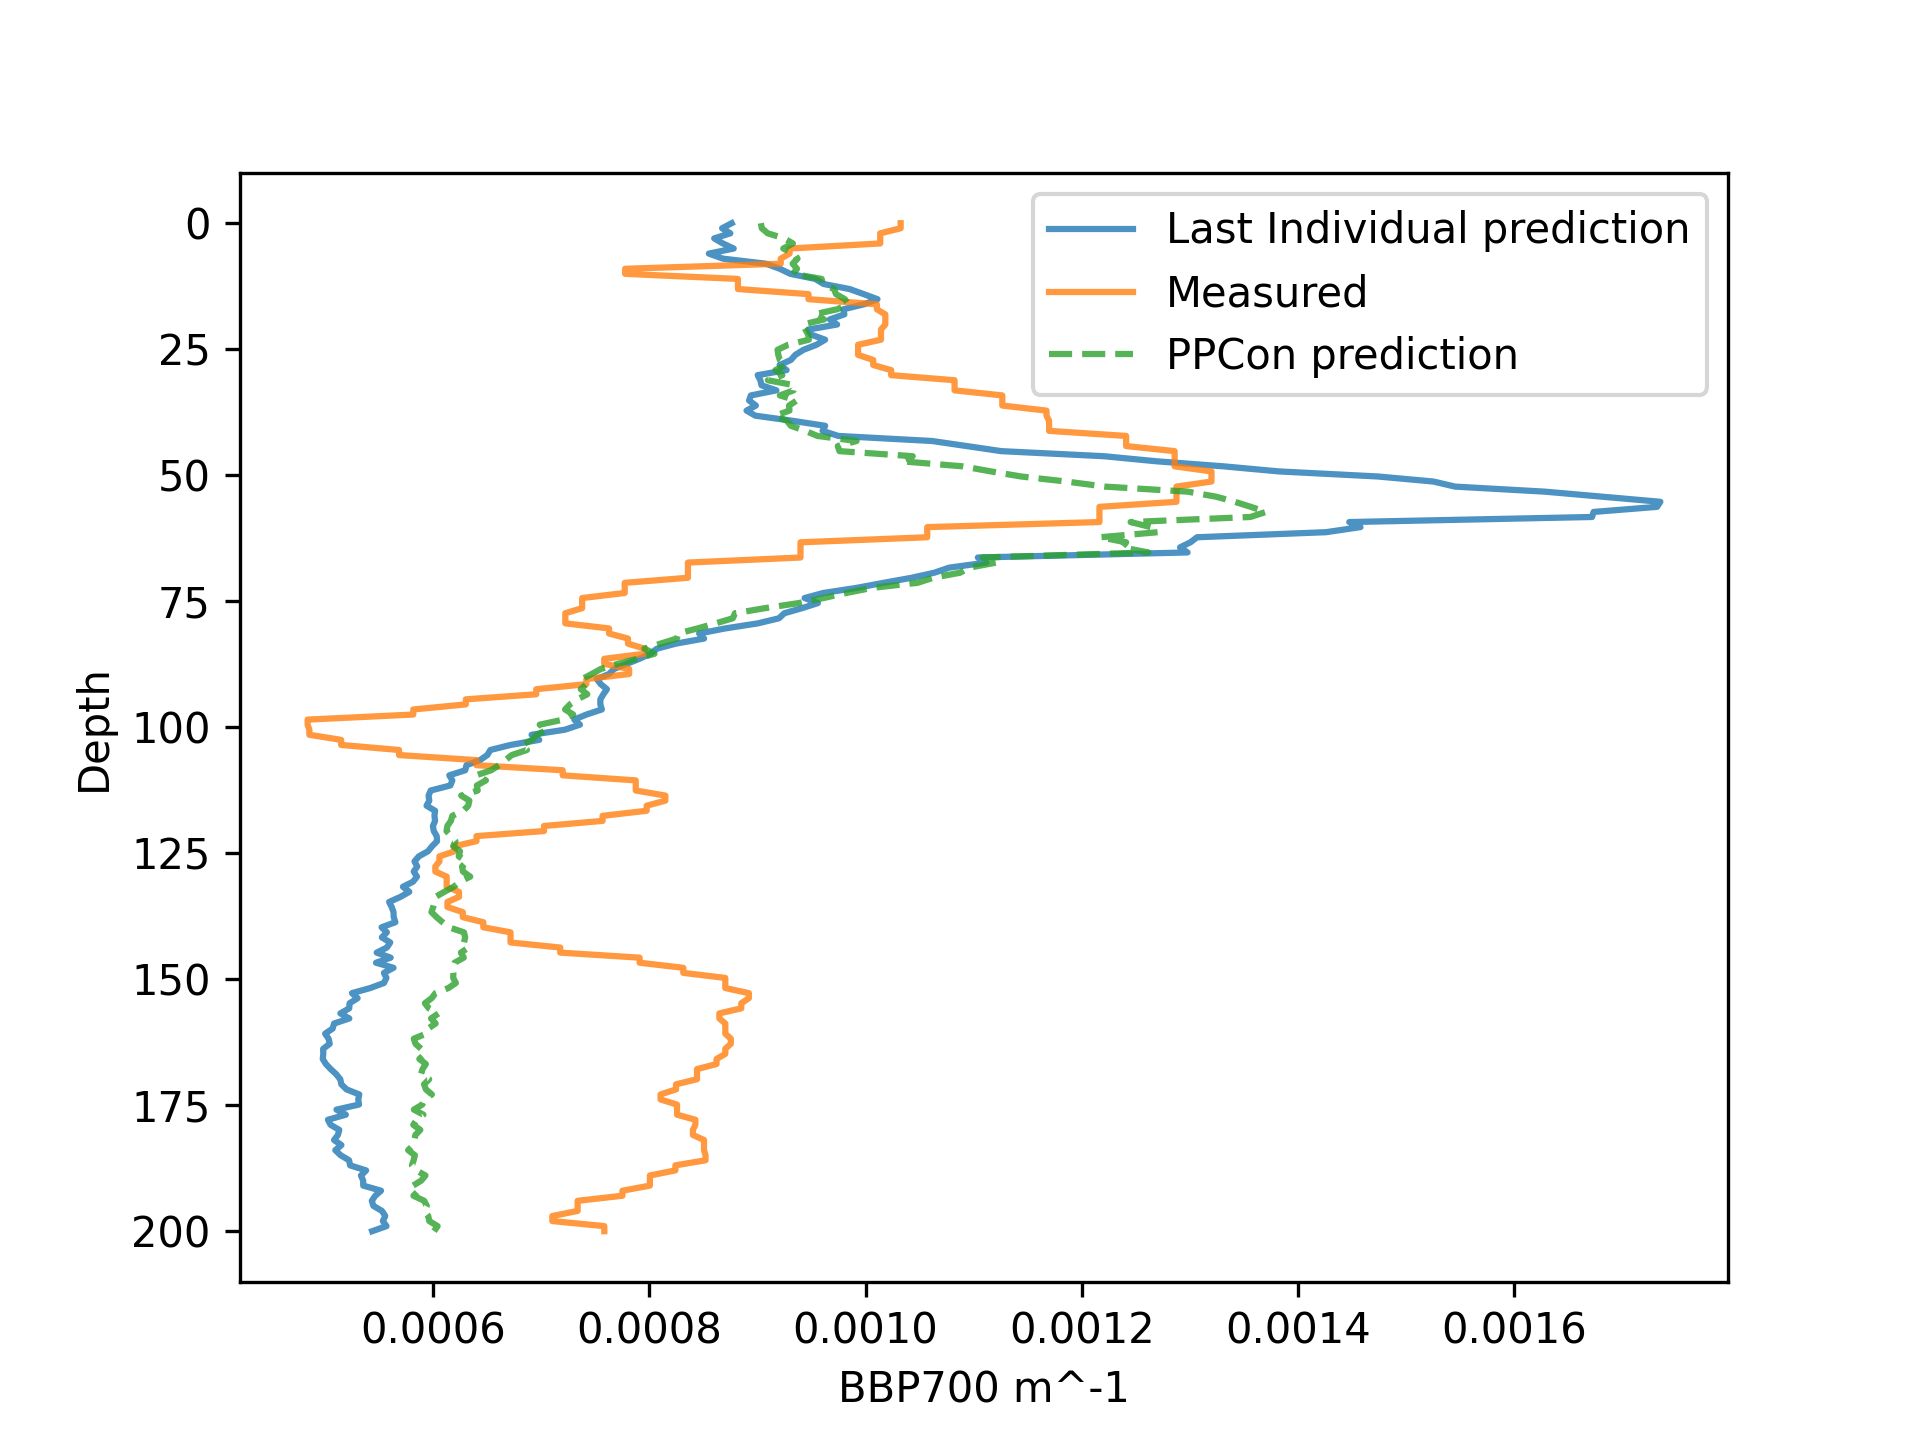 Last Individual prediction
Measured
PPCon prediction
0
25
50
75
100
125
150
175
200
Depth
0.0006 0.0008 0.0010 0.0012 0.0014 0.0016
BBP700 m^-1